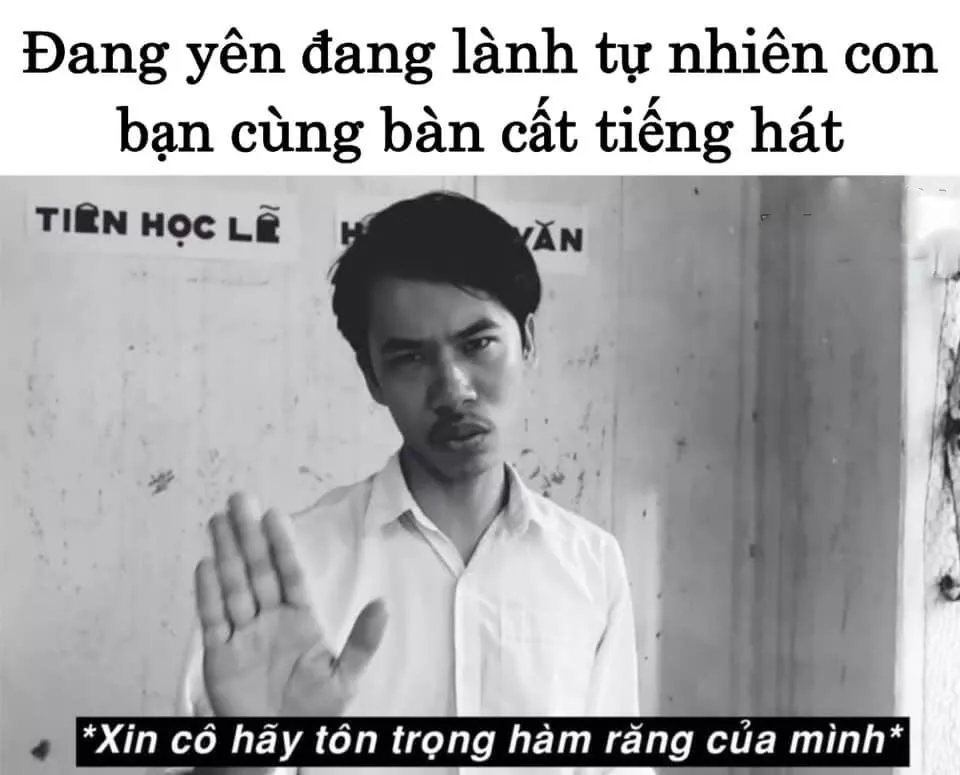 Đang yên đang lành tự nhiên con
bạn cùng bàn cất tiếng hát
TIÊN HỌC LỄ
VĂN
*Xin cô hãy tôn trọng hàm răng của mình*